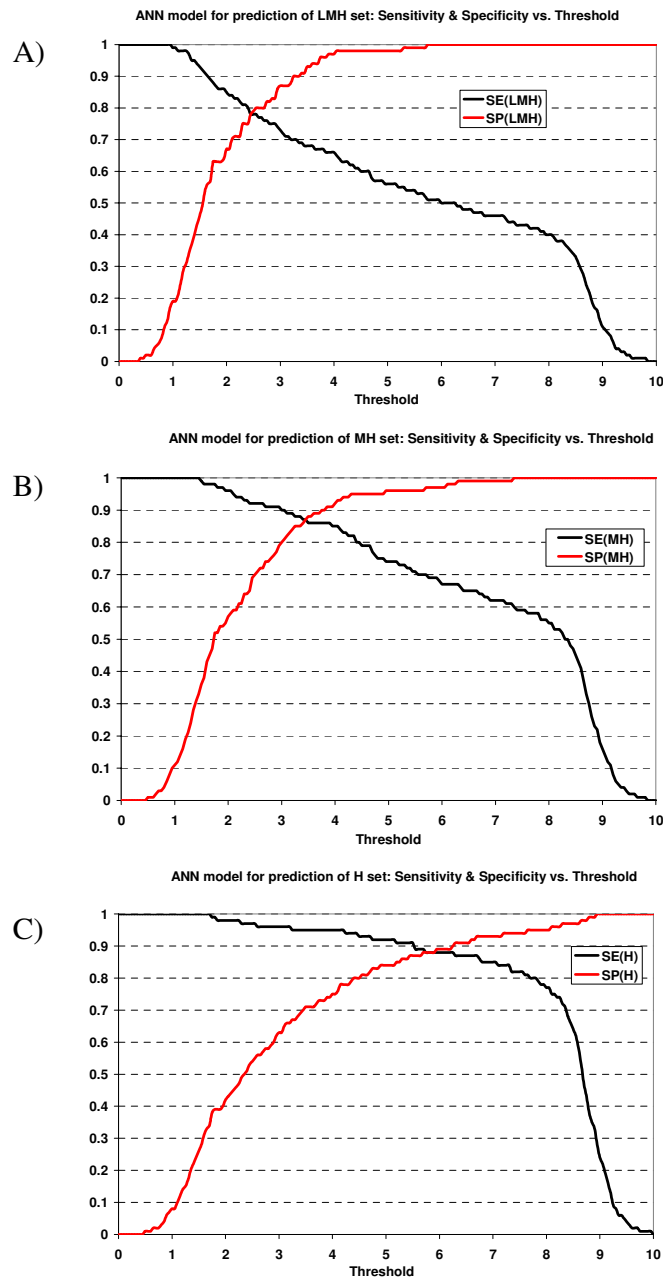 ANN model for prediction of LMH set: Sensitivity & Specificity vs. Threshold
A)
1
0.9
0.8
0.7
0.6
0.5
0.4
0.3
0.2
0.1
0
SE(LMH)
SP(LMH)
0 1 2 3 4 5 6 7 8 9 10
Threshold
ANN model for prediction of MH set: Sensitivity & Specificity vs. Threshold
B)
1
0.9
0.8
0.7
0.6
0.5
0.4
0.3
0.2
0.1
0
SE(MH)
SP(MH)
0 1 2 3 4 5 6 7 8 9 10
Threshold
ANN model for prediction of H set: Sensitivity & Specificity vs. Threshold
C)
1
0.9
0.8
0.7
0.6
0.5
0.4
0.3
0.2
0.1
0
SE(H)
SP(H)
0 1 2 3 4 5 6 7 8 9 10
Threshold